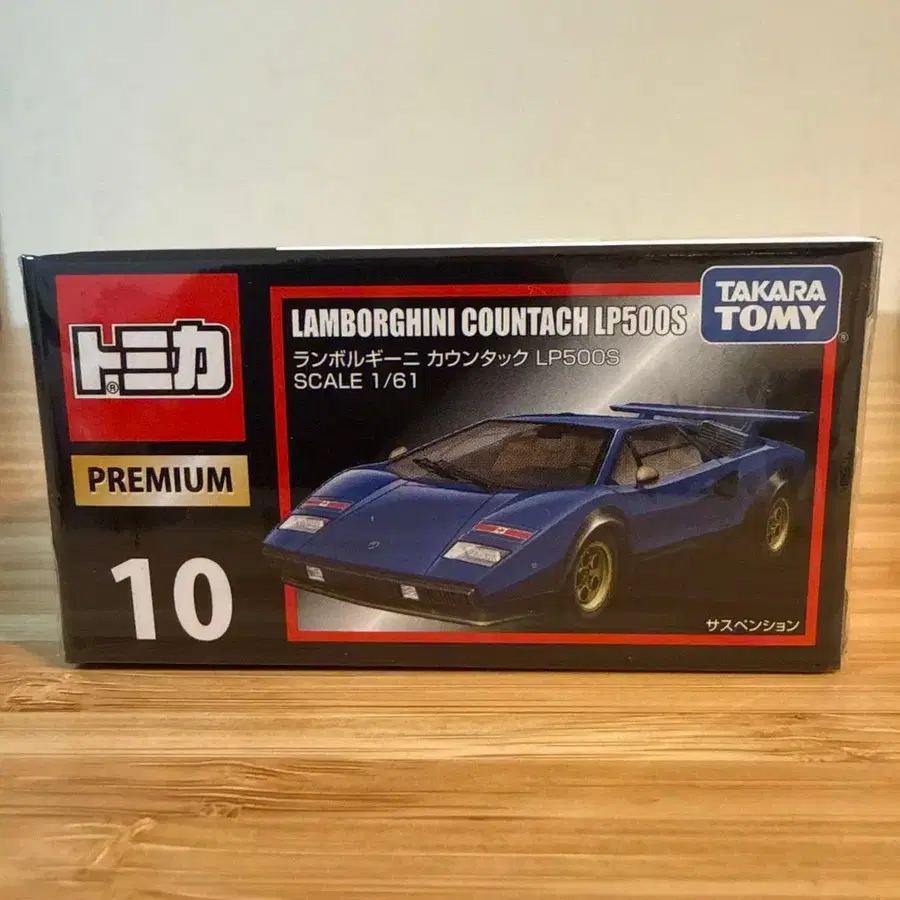 トミカ®
PREMIUM
10
LAMBORGHINI COUNTACH LP500S
ランボルギーニ カウンタック LP500S
SCALE 1/61
TAKARA
TOMY®
サスペンション